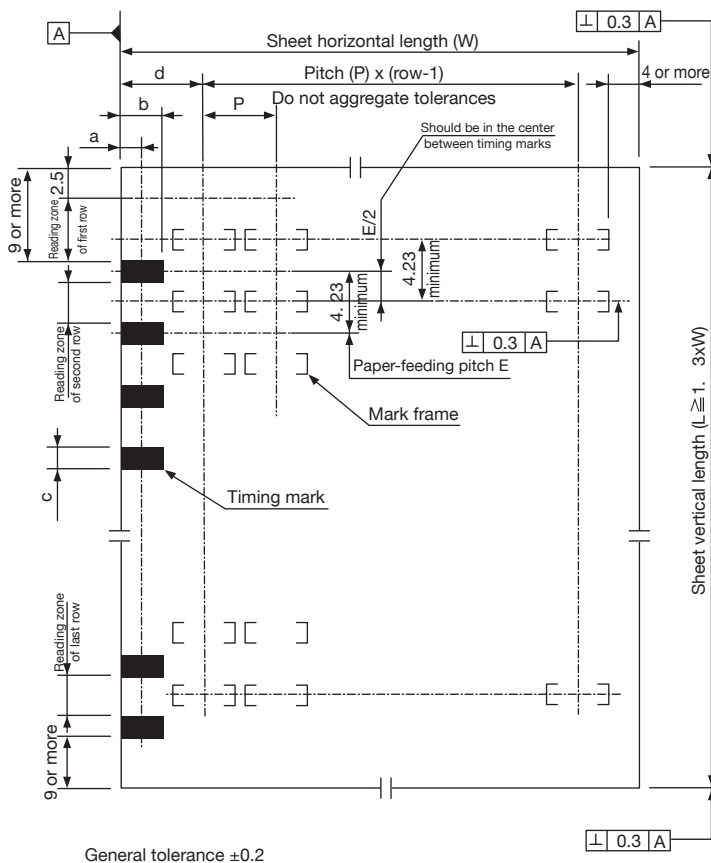 A
⊥ 0.3 A
Sheet horizontal length (W)
d
Pitch (P) x (row-1)
4 or more
Do not aggregate tolerances
b
P
a
Should be in the center
between timing marks
9 or more
2.5
Reading zone
of first row
E/2
4.23
minimum
4. 23
minimum
⊥ 0.3 A
Reading zone
of second row
Paper-feeding pitch E
Mark frame
c
Timing mark
Sheet vertical length (L≧1. 3xW)
Reading zone
of last row
9 or more
⊥ 0.3 A
General tolerance ±0.2